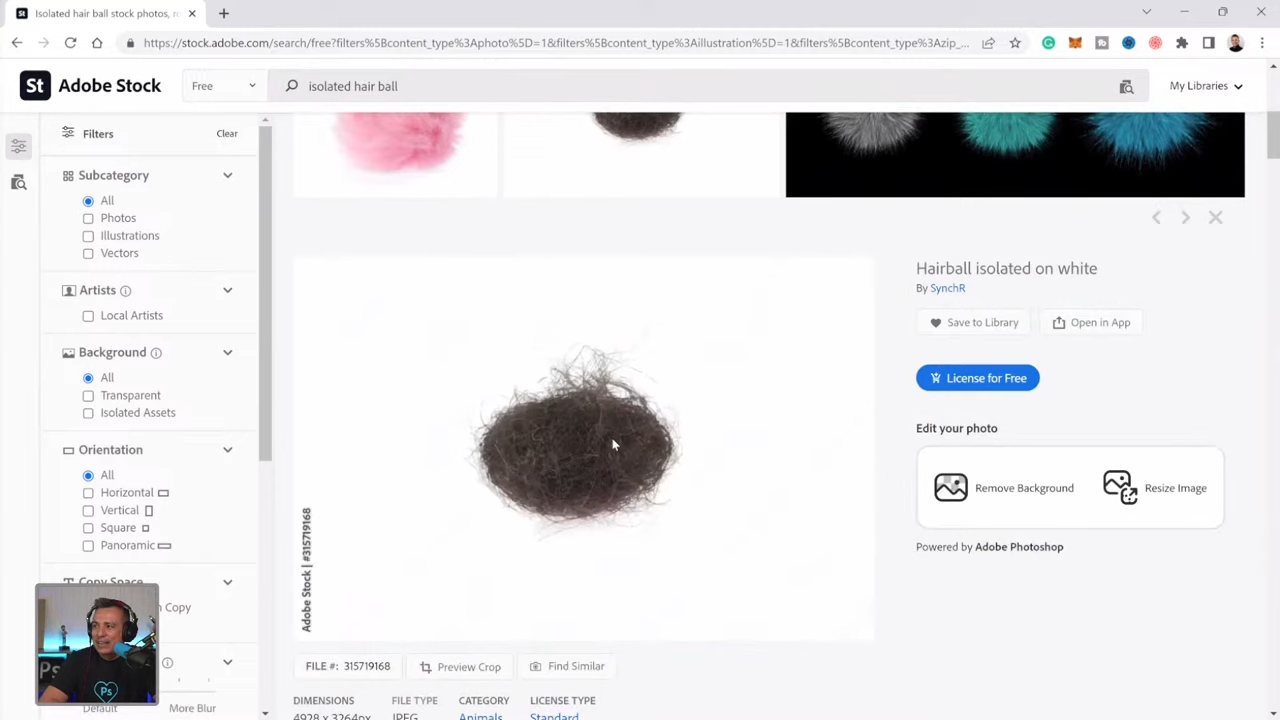 Isolated hair ball stock photos, r
https://stock.adobe.com/search/free?filters%5Bcontent_type%3Aphoto%5D=1&filters%5Bcontent_type%3Aillustration%5D=1&filters%5Bcontent_type%3Azip_...
St Adobe Stock
Free
isolated hair ball
My Libraries
Filters
Clear
Subcategory
All
Photos
Illustrations
Vectors
Artists
Local Artists
Background
All
Transparent
Isolated Assets
Orientation
All
Horizontal
Vertical
Square
Panoramic
Copy Space
Copy
Default
More Blur
Adobe Stock | #315719168
Hairball isolated on white
By SynchR
Save to Library
Open in App
License for Free
Edit your photo
Remove Background
Resize Image
Powered by Adobe Photoshop
FILE #: 315719168
Preview Crop
Find Similar
DIMENSIONS
FILE TYPE
CATEGORY
LICENSE TYPE
4928 x 3264px
JPEG
Animals
Standard
Ps
Ps